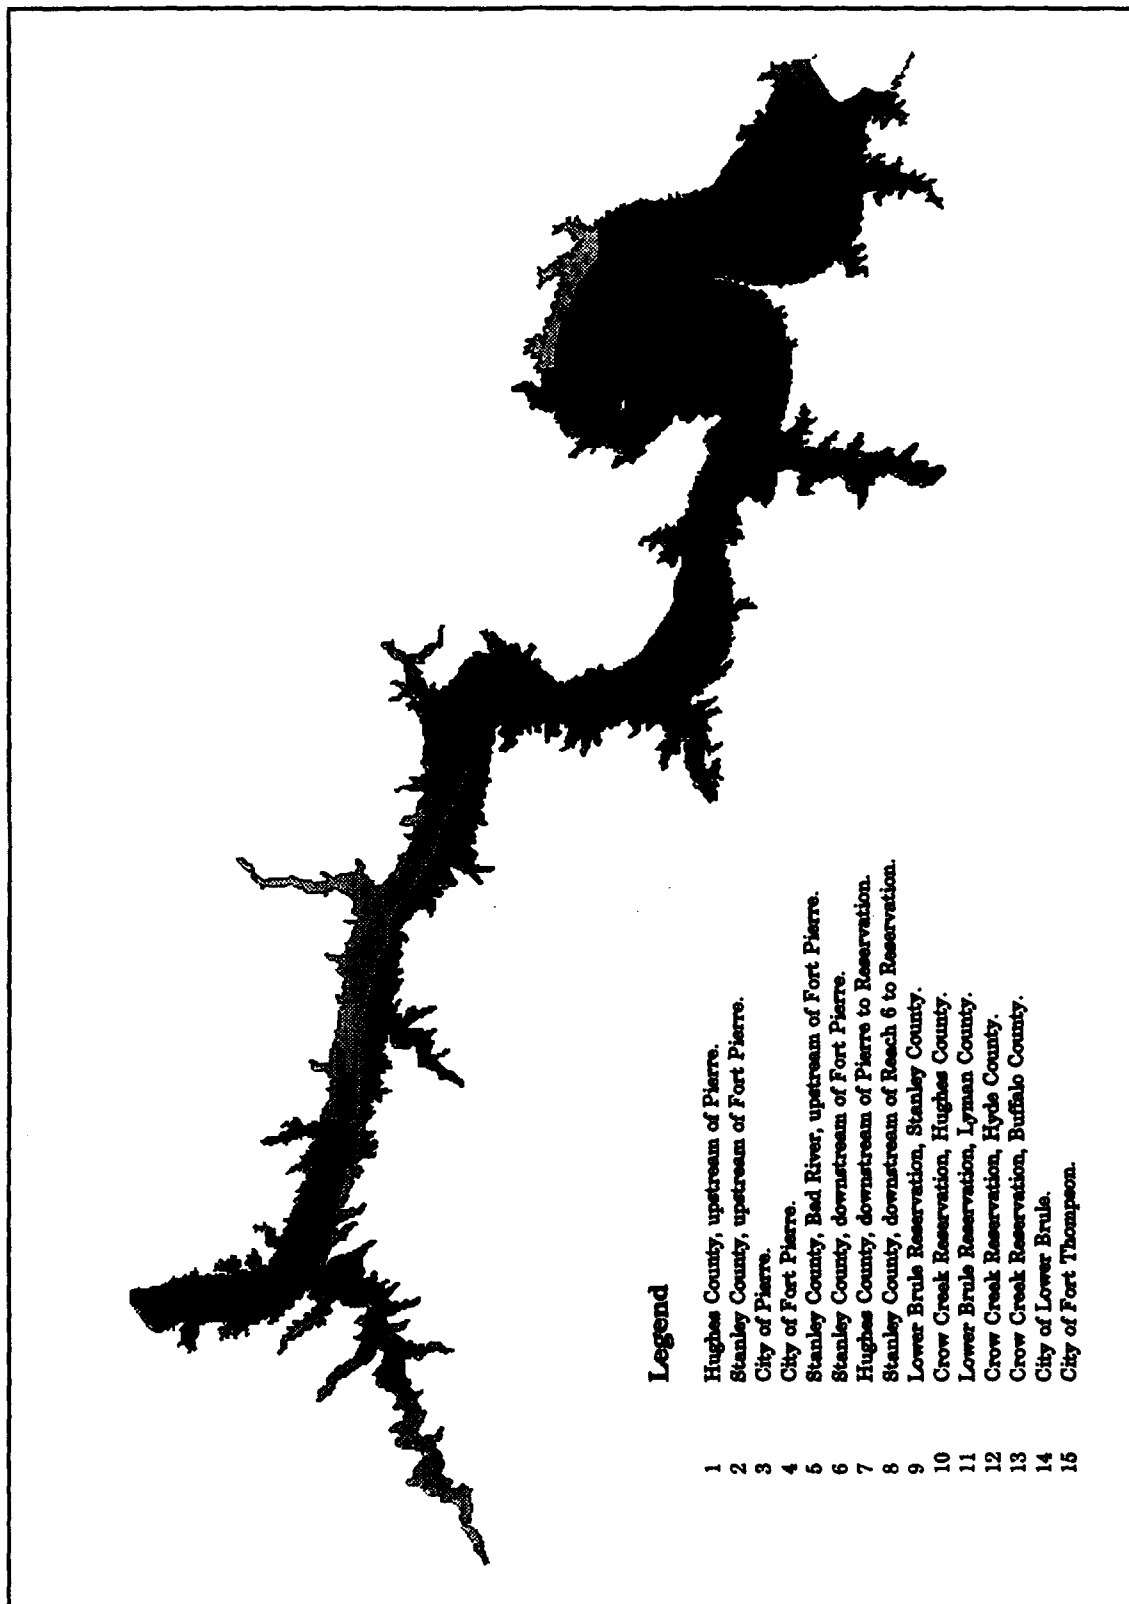 Legend
1 Hughes County, upstream of Pierre.
2 Stanley County, upstream of Fort Pierre.
3 City of Pierre.
4 City of Fort Pierre.
5 Stanley County, Bad River, upstream of Fort Pierre.
6 Stanley County, downstream of Fort Pierre.
7 Hughes County, downstream of Pierre to Reservation.
8 Stanley County, downstream of Reach 6 to Reservation.
9 Lower Brule Reservation, Stanley County.
10 Crow Creek Reservation, Hughes County.
11 Lower Brule Reservation, Lyman County.
12 Crow Creek Reservation, Hyde County.
13 Crow Creek Reservation, Buffalo County.
14 City of Lower Brule.
15 City of Fort Thompson.